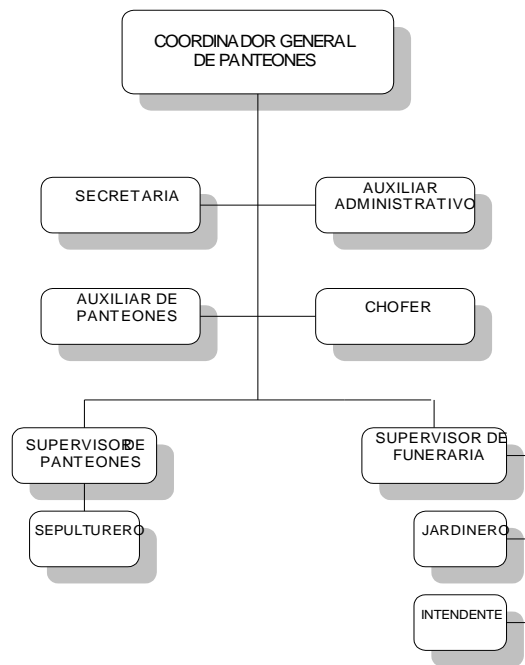 COORDINADOR GENERAL
DE PANTEONES
SECRETARIA
AUXILIAR
ADMINISTRATIVO
AUXILIAR DE
PANTEONES
CHOFER
SUPERVISOR DE
PANTEONES
SUPERVISOR DE
FUNERARIA
SEPULTURERO
JARDINERO
INTENDENTE